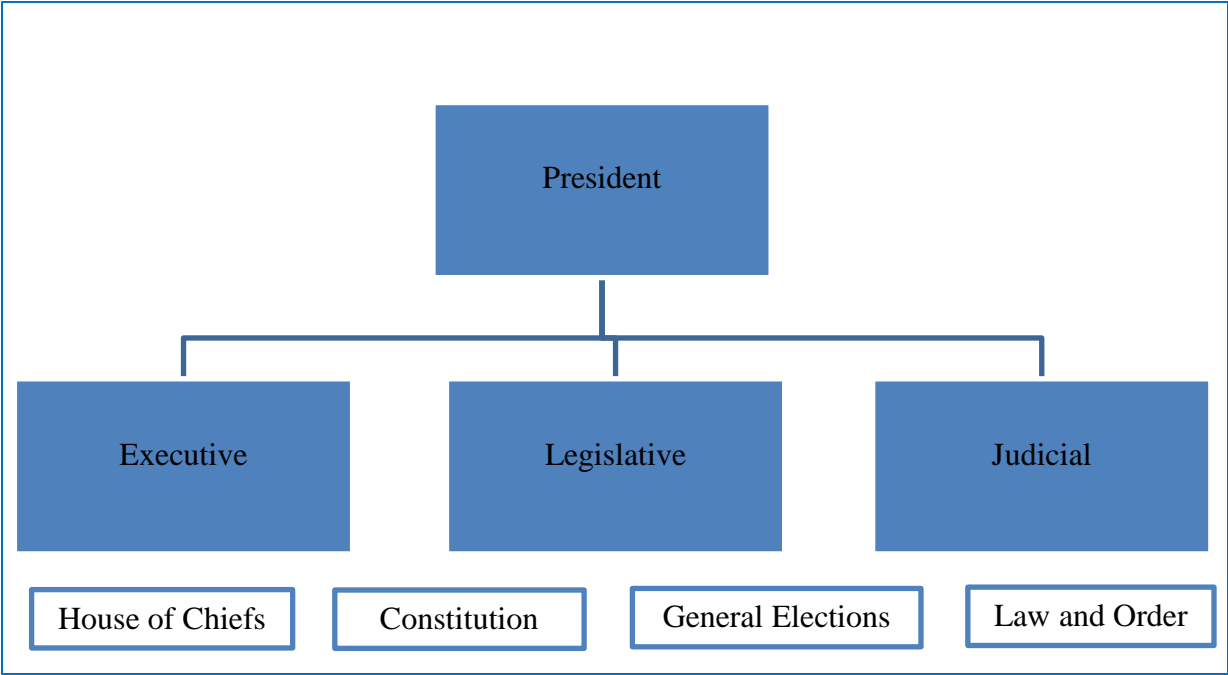 President
Executive
Legislative
Judicial
House of Chiefs
Constitution
General Elections
Law and Order